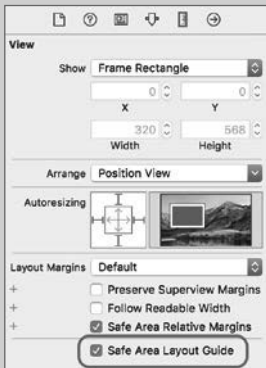 View
Show Frame Rectangle
0 0
X Y
320 568
Width Height
Arrange Position View
Autoresizing
Layout Margins Default
+ Preserve Superview Margins
+ Follow Readable Width
+ Safe Area Relative Margins
Safe Area Layout Guide